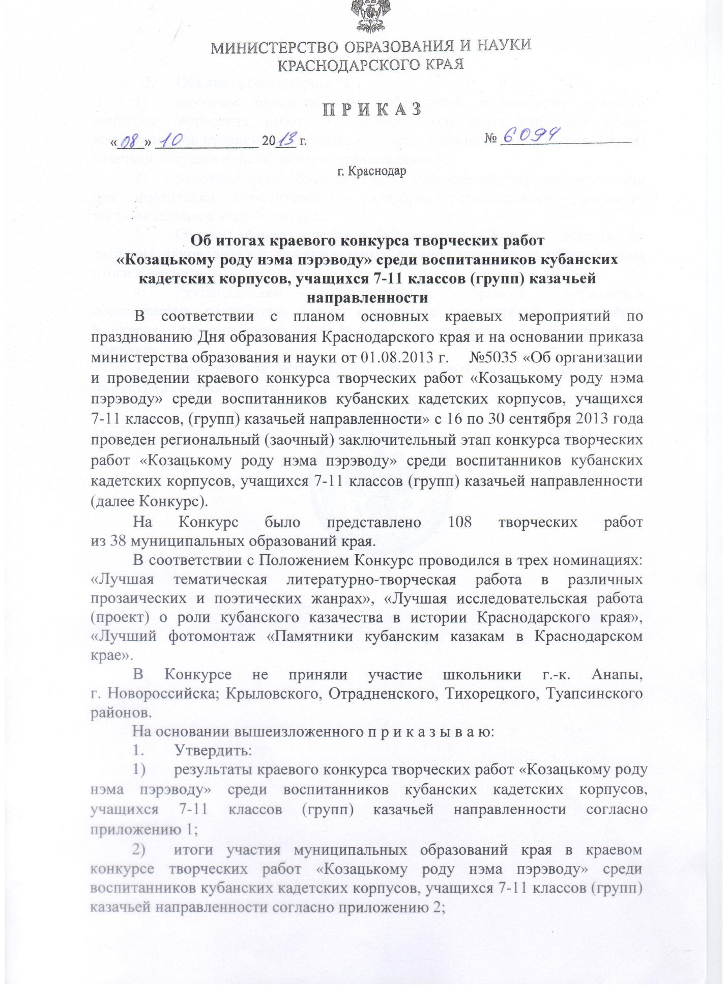 МИНИСТЕРСТВО ОБРАЗОВАНИЯ И НАУКИ
КРАСНОДАРСКОГО КРАЯ
ПРИКАЗ
«08» 10 2013 г. № 6094
г. Краснодар
Об итогах краевого конкурса творческих работ
«Козацькому роду нэма пэрэводу» среди воспитанников кубанских
кадетских корпусов, учащихся 7-11 классов (групп) казачьей
направленности
В соответствии с планом основных краевых мероприятий по
празднованию Дня образования Краснодарского края и на основании приказа
министерства образования и науки от 01.08.2013 г. №5035 «Об организации
и проведении краевого конкурса творческих работ «Козацькому роду нэма
пэрэводу» среди воспитанников кубанских кадетских корпусов, учащихся
7-11 классов, (групп) казачьей направленности» с 16 по 30 сентября 2013 года
проведен региональный (заочный) заключительный этап конкурса творческих
работ «Козацькому роду нэма пэрэводу» среди воспитанников кубанских
кадетских корпусов, учащихся 7-11 классов (групп) казачьей направленности
(далее Конкурс).
На Конкурс было представлено 108 творческих работ
из 38 муниципальных образований края.
В соответствии с Положением Конкурс проводился в трех номинациях:
«Лучшая тематическая литературно-творческая работа в различных
прозаических и поэтических жанрах», «Лучшая исследовательская работа
(проект) о роли кубанского казачества в истории Краснодарского края»,
«Лучший фотомонтаж «Памятники кубанским казакам в Краснодарском
крае».
В Конкурсе не приняли участие школьники г.-к. Анапы,
г. Новороссийска; Крыловского, Отрадненского, Тихорецкого, Туапсинского
районов.
На основании вышеизложенного п р и к а з ы в а ю:
1. Утвердить:
1) результаты краевого конкурса творческих работ «Козацькому роду
нэма пэрэводу» среди воспитанников кубанских кадетских корпусов,
учащихся 7-11 классов (групп) казачьей направленности согласно
приложению 1;
2) итоги участия муниципальных образований края в краевом
конкурсе творческих работ «Козацькому роду нэма пэрэводу» среди
воспитанников кубанских кадетских корпусов, учащихся 7-11 классов (групп)
казачьей направленности согласно приложению 2;